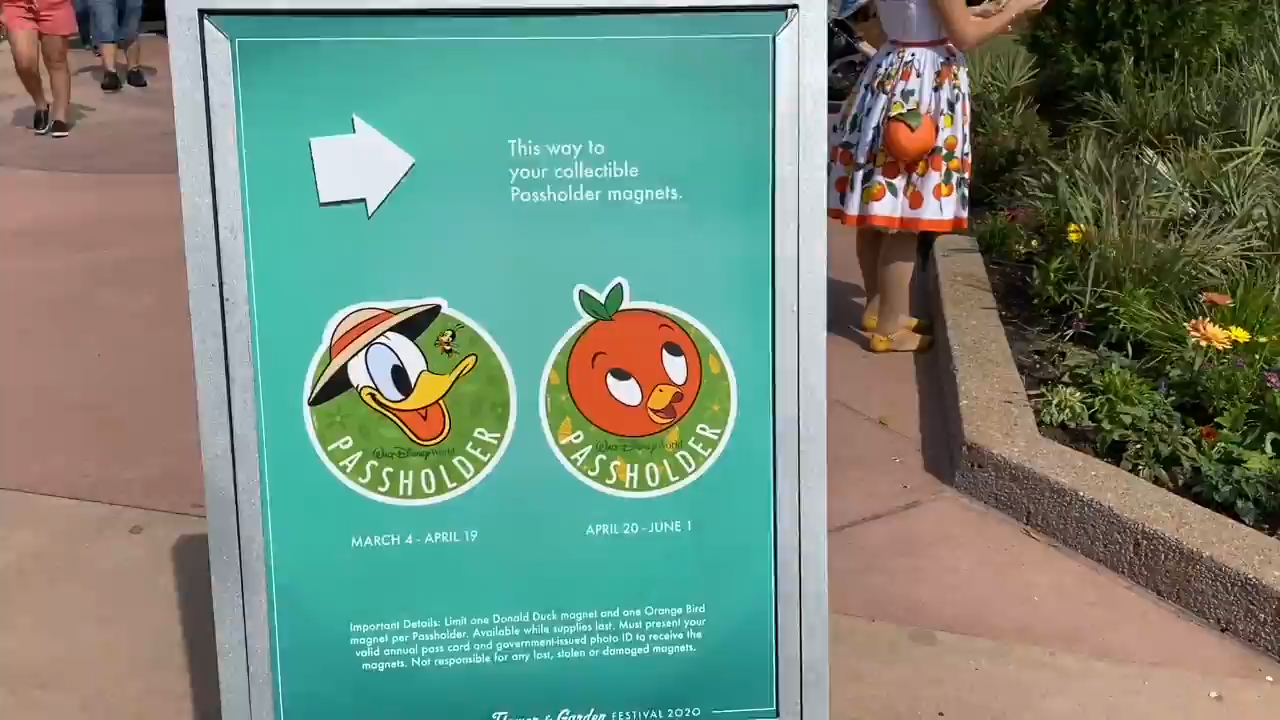 This way to
your collectible
Passholder magnets.
Walt Disney World
PASSHOLDER
Walt Disney World
PASSHOLDER
MARCH 4 - APRIL 19
APRIL 20 - JUNE 1
Important Details: Limit one Donald Duck magnet and one Orange Bird
magnet per Passholder. Available while supplies last. Must present your
valid annual pass card and government-issued photo ID to receive the
magnets. Not responsible for any lost, stolen or damaged magnets.
Flower & Garden FESTIVAL 2020